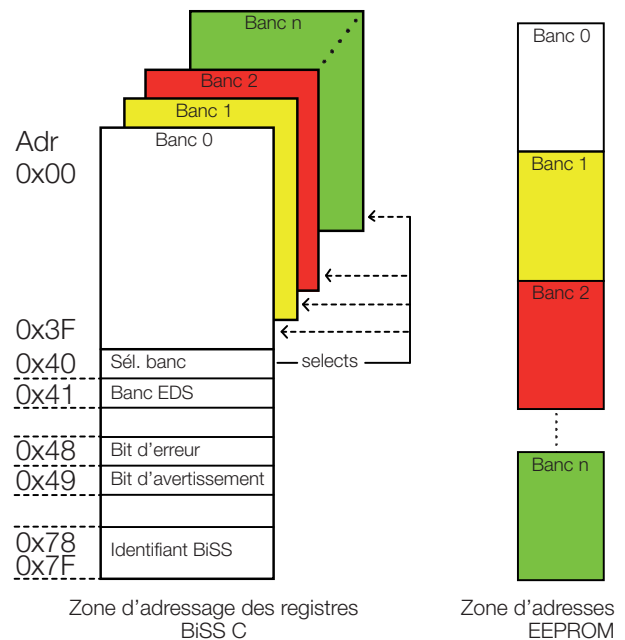 Banc n
Banc 2
Banc 1
Banc 0
Adr
0x00
0x3F
0x40
Sél. banc
selects
0x41
Banc EDS
0x48
Bit d'erreur
0x49
Bit d'avertissement
0x78
0x7F
Identifiant BiSS
Zone d'adressage des registres
BiSS C
Banc 0
Banc 1
Banc 2
Banc n
Zone d'adresses
EEPROM